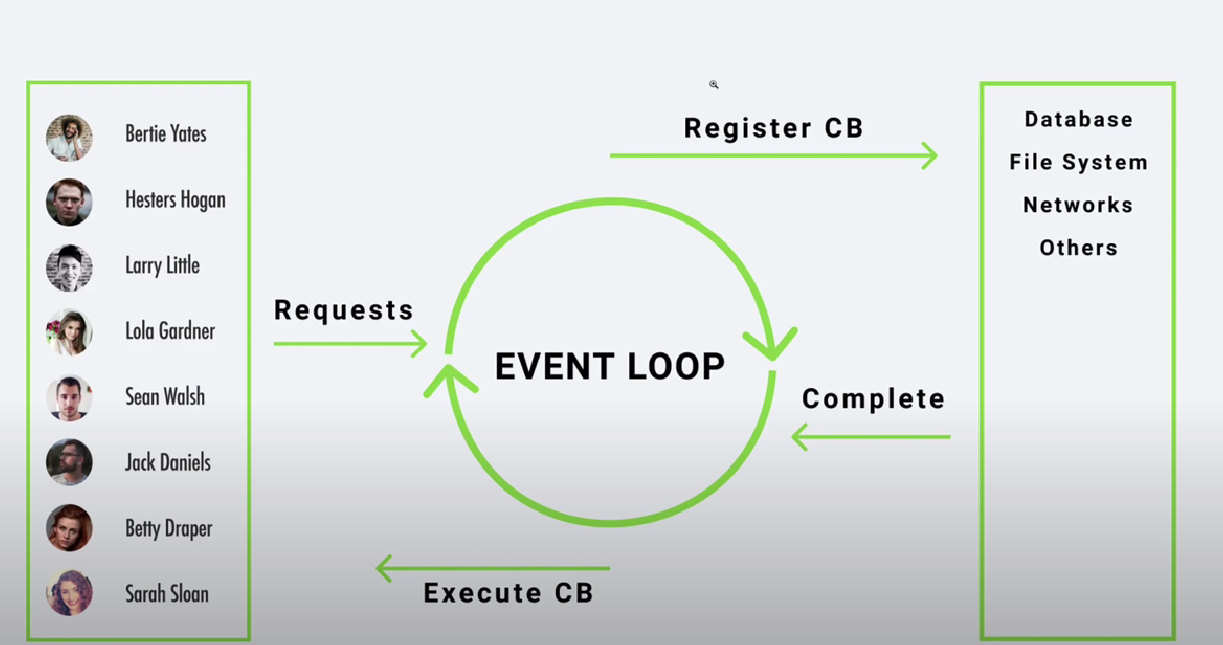 Bertie Yates
Hesters Hogan
Larry Little
Lola Gardner
Sean Walsh
Jack Daniels
Betty Draper
Sarah Sloan
Requests
Register CB
EVENT LOOP
Complete
Execute CB
Database
File System
Networks
Others